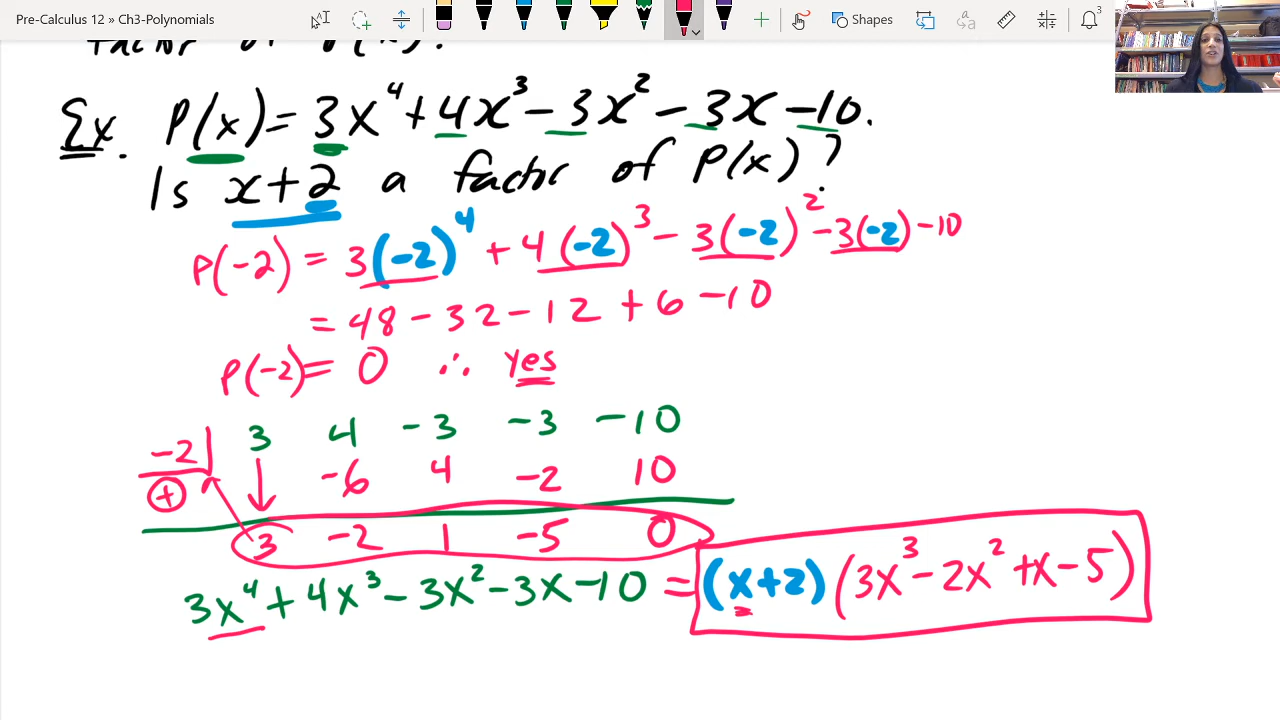 Pre-Calculus 12 » Ch3-Polynomials
Shapes
3
factor of P(x).
Ex. P(x) = 3x⁴ + 4x³ - 3x² - 3x - 10.
Is x+2 a factor of P(x)?
P(-2) = 3(-2)⁴ + 4(-2)³ - 3(-2)² - 3(-2) - 10
= 48 - 32 - 12 + 6 - 10
P(-2) = 0 ∴ yes
-2 3 4 -3 -3 -10
(+) -6 4 -2 10
3 -2 1 -5 0
3x⁴ + 4x³ - 3x² - 3x - 10 = (x+2)(3x³ - 2x² + x - 5)